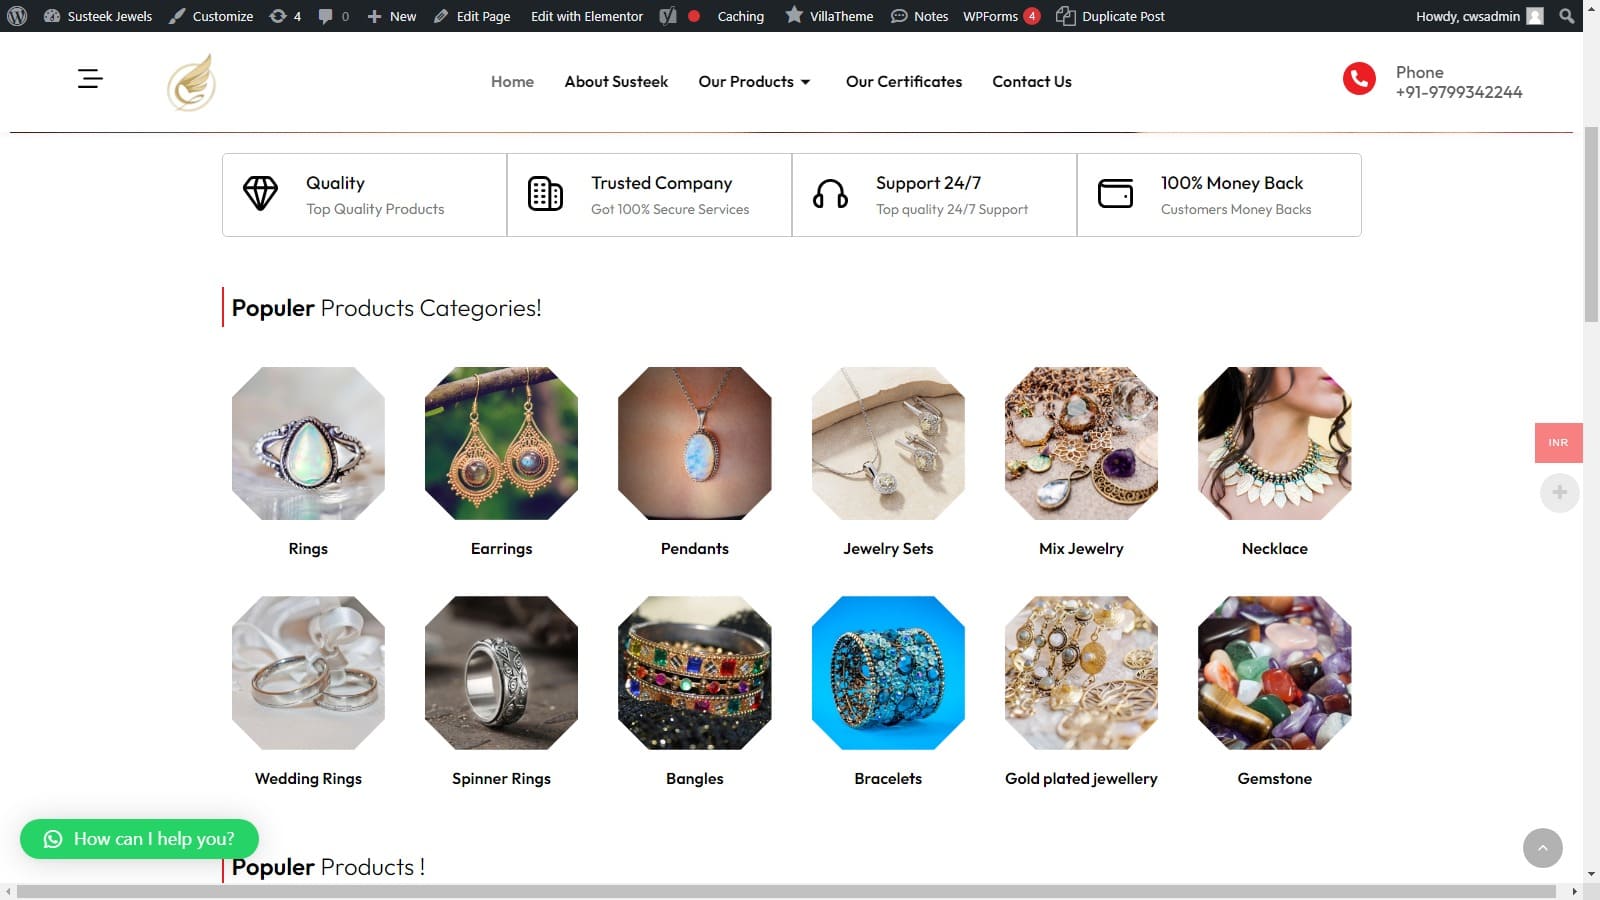 Susteek Jewels Customize 4 0 New Edit Page Edit with Elementor Caching VillaTheme Notes WPForms 4 Duplicate Post Howdy, cwsadmin
Home About Susteek Our Products Our Certificates Contact Us
Phone
+91-9799342244
Quality
Top Quality Products
Trusted Company
Got 100% Secure Services
Support 24/7
Top quality 24/7 Support
100% Money Back
Customers Money Backs
Populer Products Categories!
INR
Rings Earrings Pendants Jewelry Sets Mix Jewelry Necklace
Wedding Rings Spinner Rings Bangles Bracelets Gold plated jewellery Gemstone
How can I help you?
Populer Products !